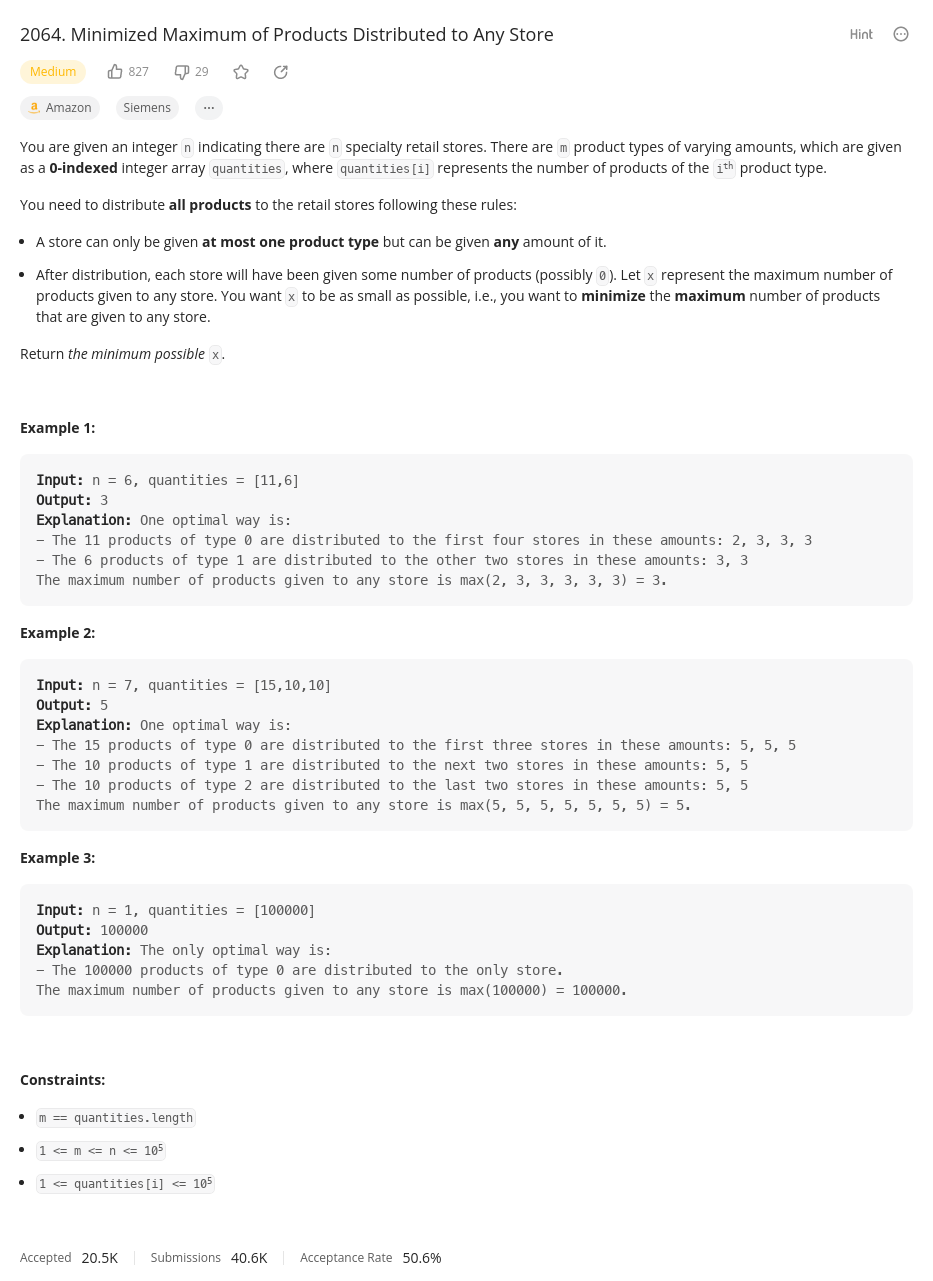 2064. Minimized Maximum of Products Distributed to Any Store
Hint
Medium 827 29
Amazon Siemens ...
You are given an integer n indicating there are n specialty retail stores. There are m product types of varying amounts, which are given
as a 0-indexed integer array quantities, where quantities[i] represents the number of products of the iᵗʰ product type.
You need to distribute all products to the retail stores following these rules:
• A store can only be given at most one product type but can be given any amount of it.
• After distribution, each store will have been given some number of products (possibly 0). Let x represent the maximum number of
products given to any store. You want x to be as small as possible, i.e., you want to minimize the maximum number of products
that are given to any store.
Return the minimum possible x.
Example 1:
Input: n = 6, quantities = [11,6]
Output: 3
Explanation: One optimal way is:
- The 11 products of type 0 are distributed to the first four stores in these amounts: 2, 3, 3, 3
- The 6 products of type 1 are distributed to the other two stores in these amounts: 3, 3
The maximum number of products given to any store is max(2, 3, 3, 3, 3, 3) = 3.
Example 2:
Input: n = 7, quantities = [15,10,10]
Output: 5
Explanation: One optimal way is:
- The 15 products of type 0 are distributed to the first three stores in these amounts: 5, 5, 5
- The 10 products of type 1 are distributed to the next two stores in these amounts: 5, 5
- The 10 products of type 2 are distributed to the last two stores in these amounts: 5, 5
The maximum number of products given to any store is max(5, 5, 5, 5, 5, 5, 5) = 5.
Example 3:
Input: n = 1, quantities = [100000]
Output: 100000
Explanation: The only optimal way is:
- The 100000 products of type 0 are distributed to the only store.
The maximum number of products given to any store is max(100000) = 100000.
Constraints:
• m == quantities.length
• 1 <= m <= n <= 10⁵
• 1 <= quantities[i] <= 10⁵
Accepted 20.5K Submissions 40.6K Acceptance Rate 50.6%